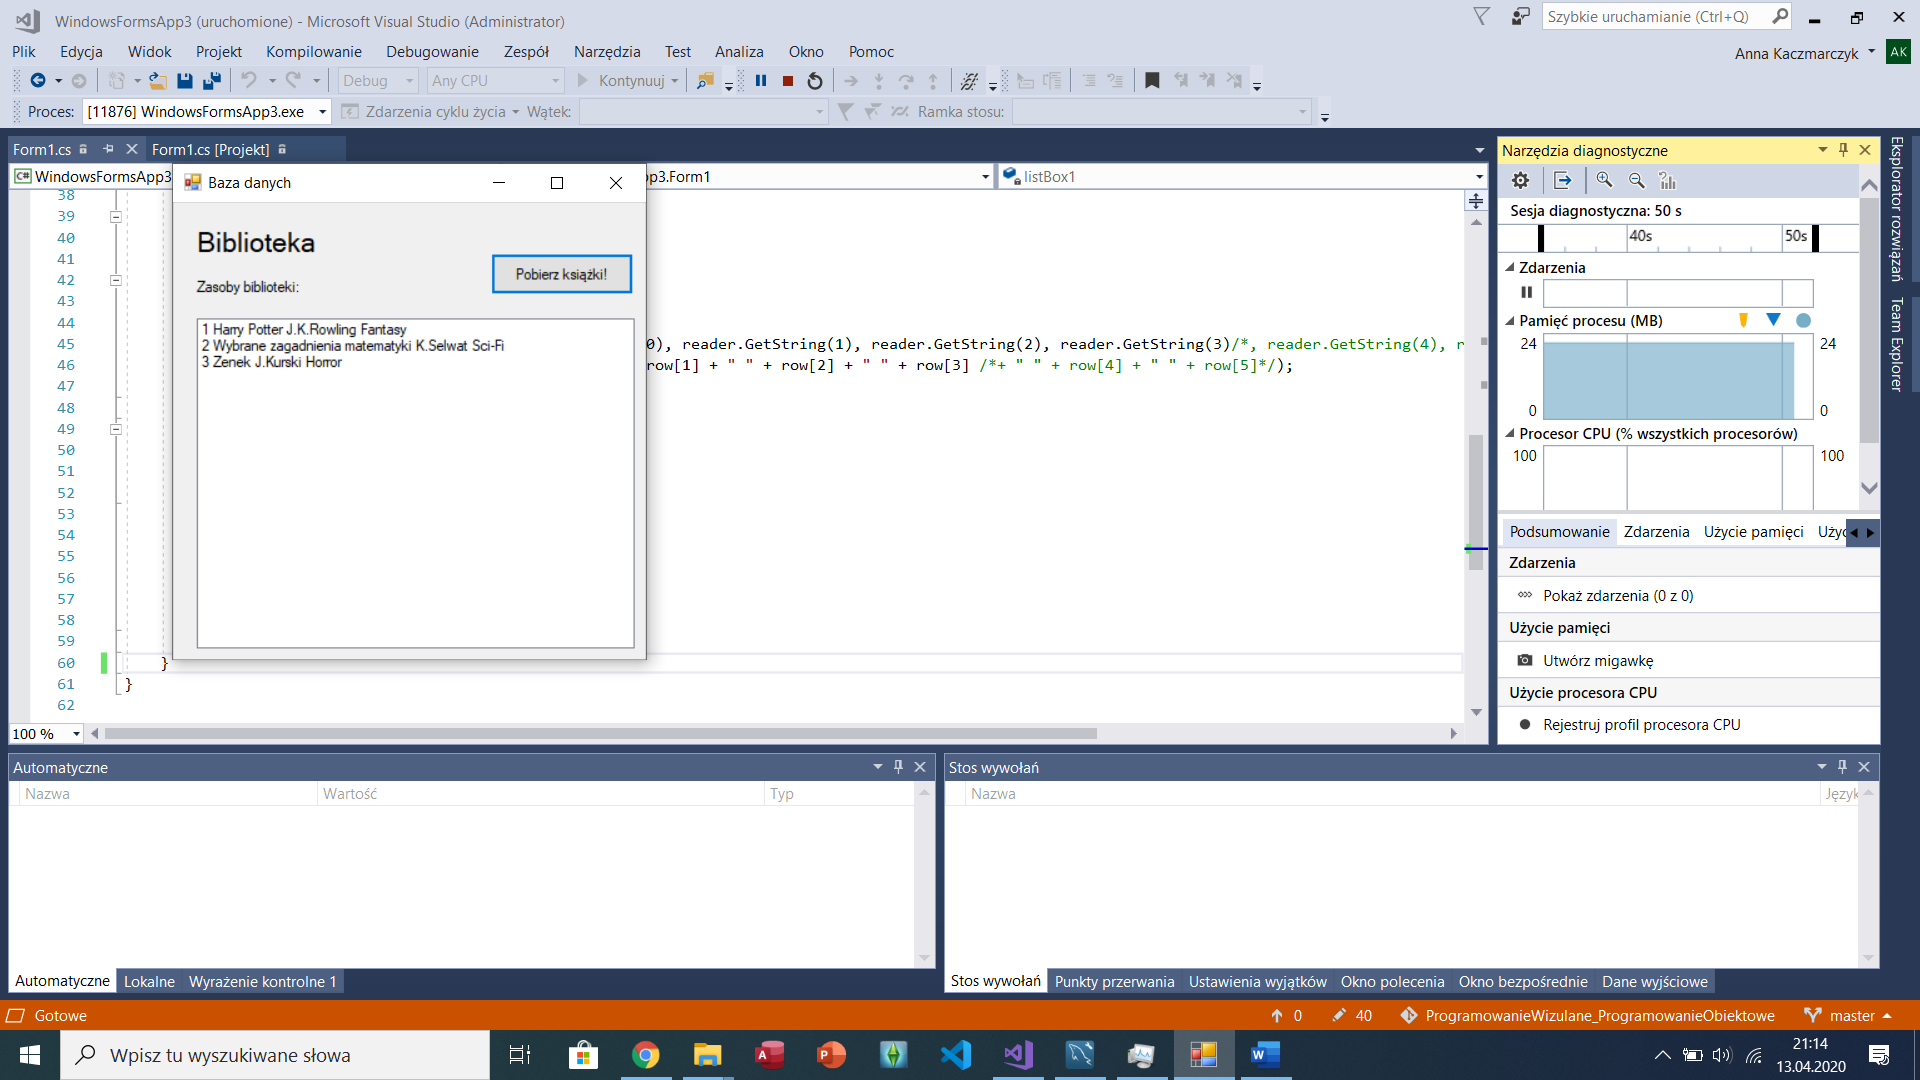 WindowsFormsApp3 (uruchomione) - Microsoft Visual Studio (Administrator)
Szybkie uruchamianie (Ctrl+Q)
Plik Edycja Widok Projekt Kompilowanie Debugowanie Zespół Narzędzia Test Analiza Okno Pomoc
Anna Kaczmarczyk AK
Debug Any CPU Kontynuuj
Proces: [11876] WindowsFormsApp3.exe Zdarzenia cyklu życia Wątek: Ramka stosu:
Form1.cs Form1.cs [Projekt]
C# WindowsFormsApp3 p3.Form1 listBox1
Baza danych
Biblioteka
Pobierz książki!
Zasoby biblioteki:
1 Harry Potter J.K.Rowling Fantasy
2 Wybrane zagadnienia matematyki K.Selwat Sci-Fi
3 Zenek J.Kurski Horror
38
39
40
41
42
43
44
45 0), reader.GetString(1), reader.GetString(2), reader.GetString(3)/*, reader.GetString(4), r
46 row[1] + " " + row[2] + " " + row[3] /*+ " " + row[4] + " " + row[5]*/);
47
48
49
50
51
52
53
54
55
56
57
58
59
60 }
61 }
62
100 %
Narzędzia diagnostyczne
Sesja diagnostyczna: 50 s
40s 50s
Zdarzenia
Pamięć procesu (MB)
24 24
0 0
Procesor CPU (% wszystkich procesorów)
100 100
Podsumowanie Zdarzenia Użycie pamięci Użyc
Zdarzenia
Pokaż zdarzenia (0 z 0)
Użycie pamięci
Utwórz migawkę
Użycie procesora CPU
Rejestruj profil procesora CPU
Eksplorator rozwiązań
Team Explorer
Automatyczne
Nazwa Wartość Typ
Automatyczne Lokalne Wyrażenie kontrolne 1
Stos wywołań
Nazwa Język
Stos wywołań Punkty przerwania Ustawienia wyjątków Okno polecenia Okno bezpośrednie Dane wyjściowe
Gotowe 0 40 ProgramowanieWizulane_ProgramowanieObiektowe master
Wpisz tu wyszukiwane słowa
21:14
13.04.2020